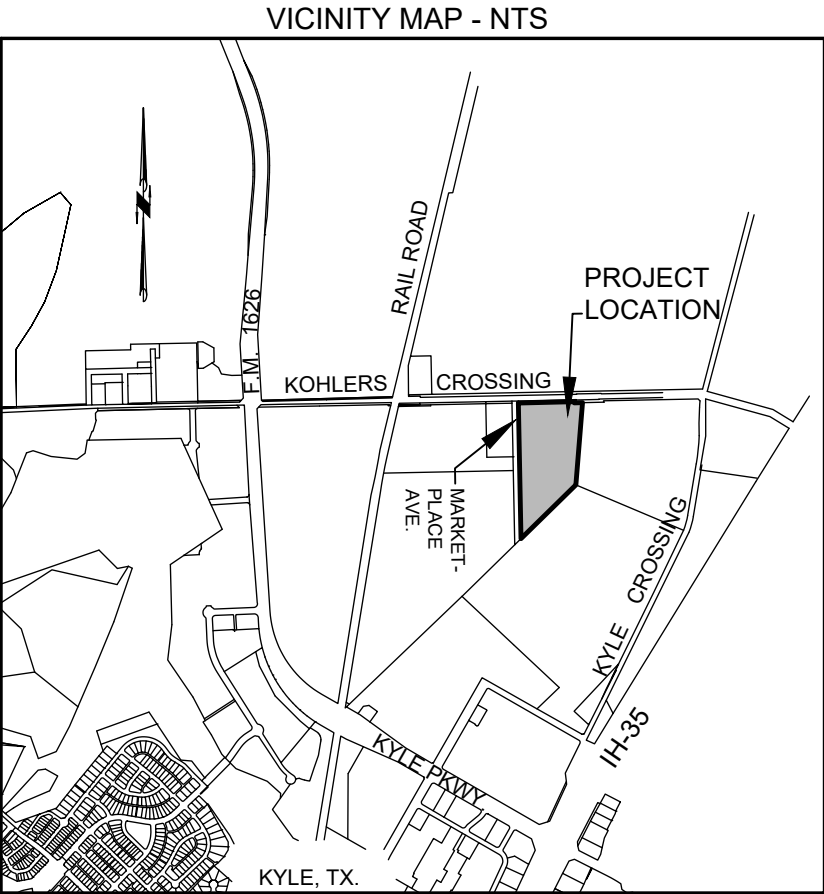 VICINITY MAP - NTS
RAIL ROAD
PROJECT
LOCATION
F.M. 1626
KOHLERS
CROSSING
MARKET-
PLACE
AVE.
KYLE CROSSING
IH-35
KYLE PKWY
KYLE, TX.